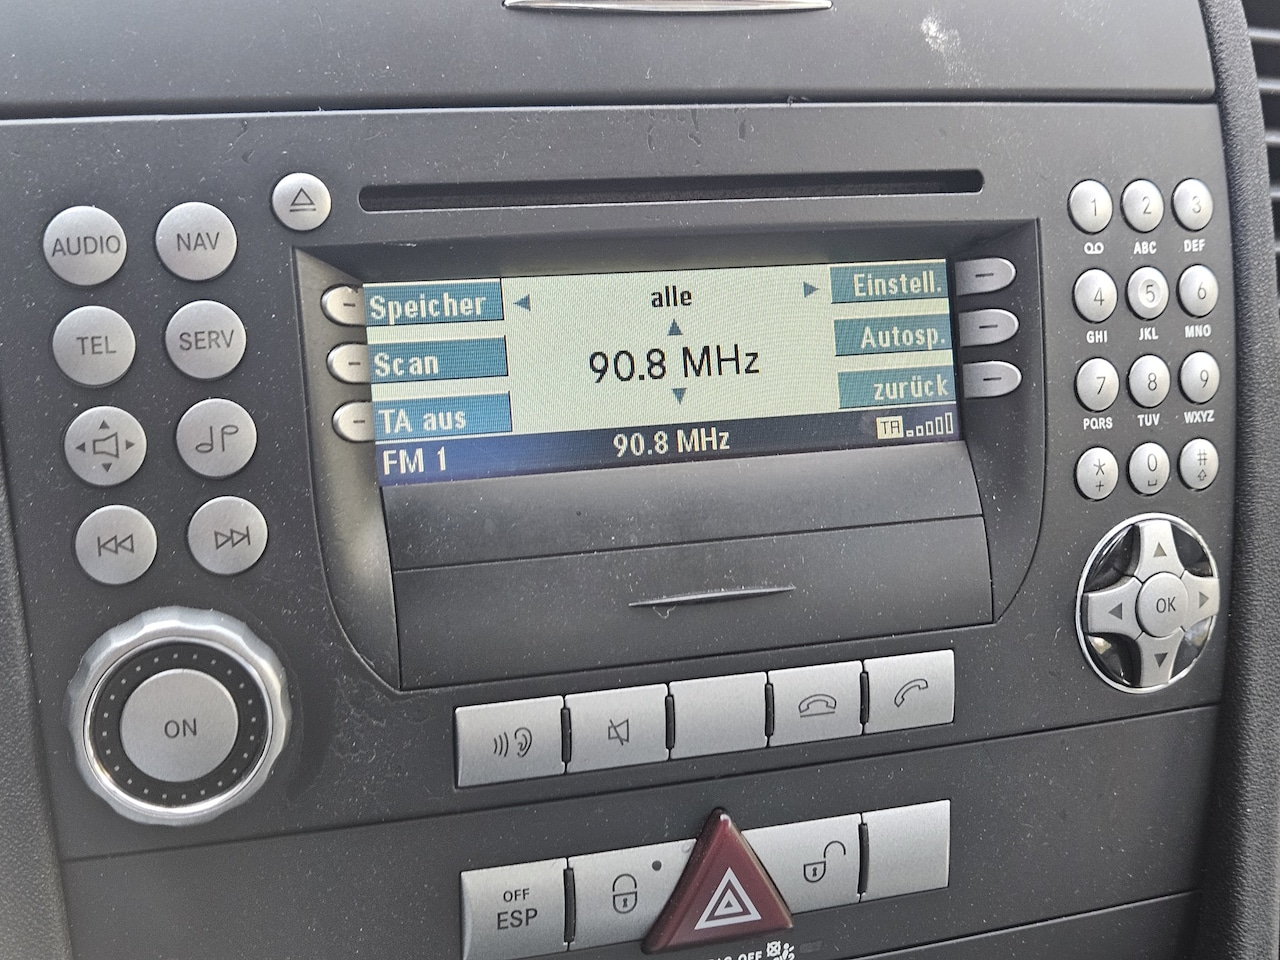 AUDIO
NAV
TEL
SERV
ON
Speicher
Scan
TA aus
alle
90.8 MHz
Einstell.
Autosp.
zurück
FM 1
90.8 MHz
TA
1
2
3
ABC
DEF
4
5
6
GHI
JKL
MNO
7
8
9
PQRS
TUV
WXYZ
*
0
#
+
OK
OFF
ESP
OFF